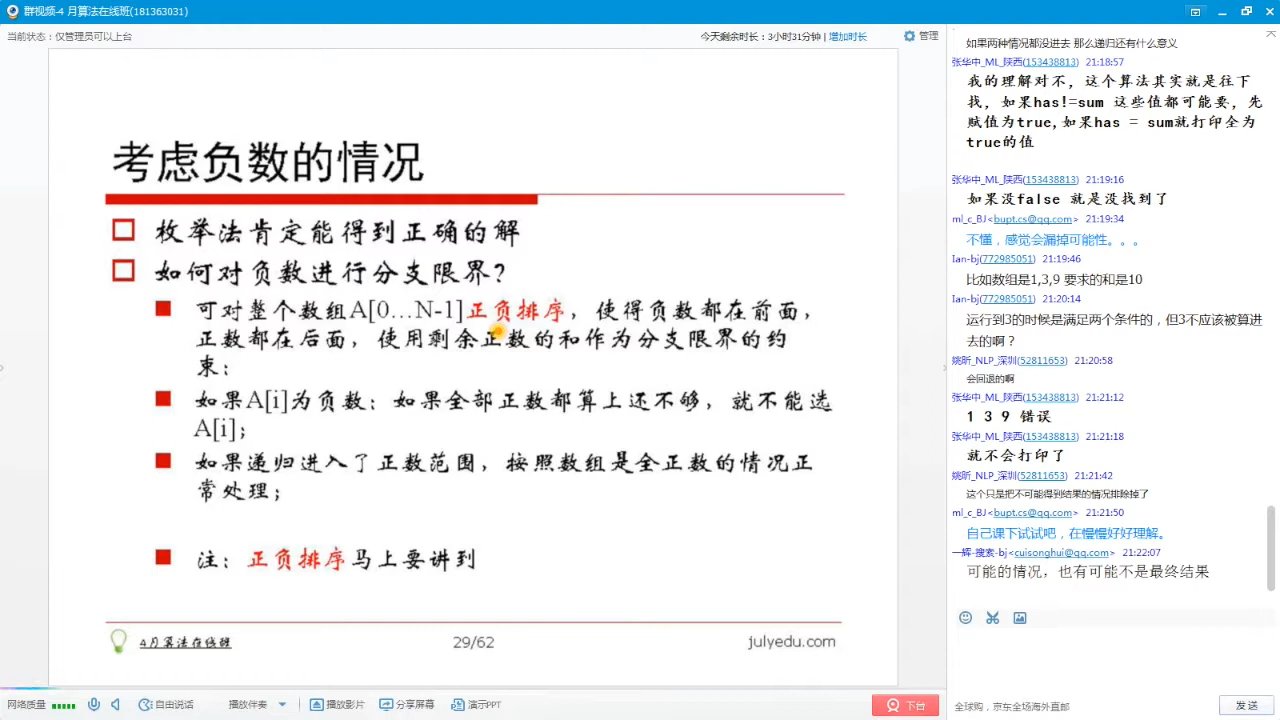 群视频-4 月算法在线班(181363031)
当前状态：仅管理员可以上台
今天剩余时长：3小时31分钟 | 增加时长
管理
考虑负数的情况
枚举法肯定能得到正确的解
如何对负数进行分支限界？
可对整个数组A[0…N-1]正负排序，使得负数都在前面，
正数都在后面，使用剩余正数的和作为分支限界的约
束；
如果A[i]为负数：如果全部正数都算上还不够，就不能选
A[i]；
如果递归进入了正数范围，按照数组是全正数的情况正
常处理；
注：正负排序马上要讲到
4月算法在线班
29/62
julyedu.com
如果两种情况都没进去 那么递归还有什么意义
张华中_ML_陕西(153438813) 21:18:57
我的理解对不，这个算法其实就是往下
找，如果has!=sum 这些值都可能要，先
赋值为true,如果has = sum就打印全为
true的值
张华中_ML_陕西(153438813) 21:19:16
如果没false 就是没找到了
ml_c_BJ<bupt.cs@qq.com> 21:19:34
不懂，感觉会漏掉可能性。。。
Ian-bj(772985051) 21:19:46
比如数组是1,3,9 要求的和是10
Ian-bj(772985051) 21:20:14
运行到3的时候是满足两个条件的，但3不应该被算进
去的啊？
姚昕_NLP_深圳(52811653) 21:20:58
会回退的啊
张华中_ML_陕西(153438813) 21:21:12
1 3 9 错误
张华中_ML_陕西(153438813) 21:21:18
就不会打印了
姚昕_NLP_深圳(52811653) 21:21:42
这个只是把不可能得到结果的情况排除掉了
ml_c_BJ<bupt.cs@qq.com> 21:21:50
自己课下试试吧，在慢慢好好理解。
一辉-搜索-bj<cuisonghui@qq.com> 21:22:07
可能的情况，也有可能不是最终结果
网络质量
自由说话
播放伴奏
播放影片
分享屏幕
演示PPT
下台
全球购，京东全场海外直邮
发送